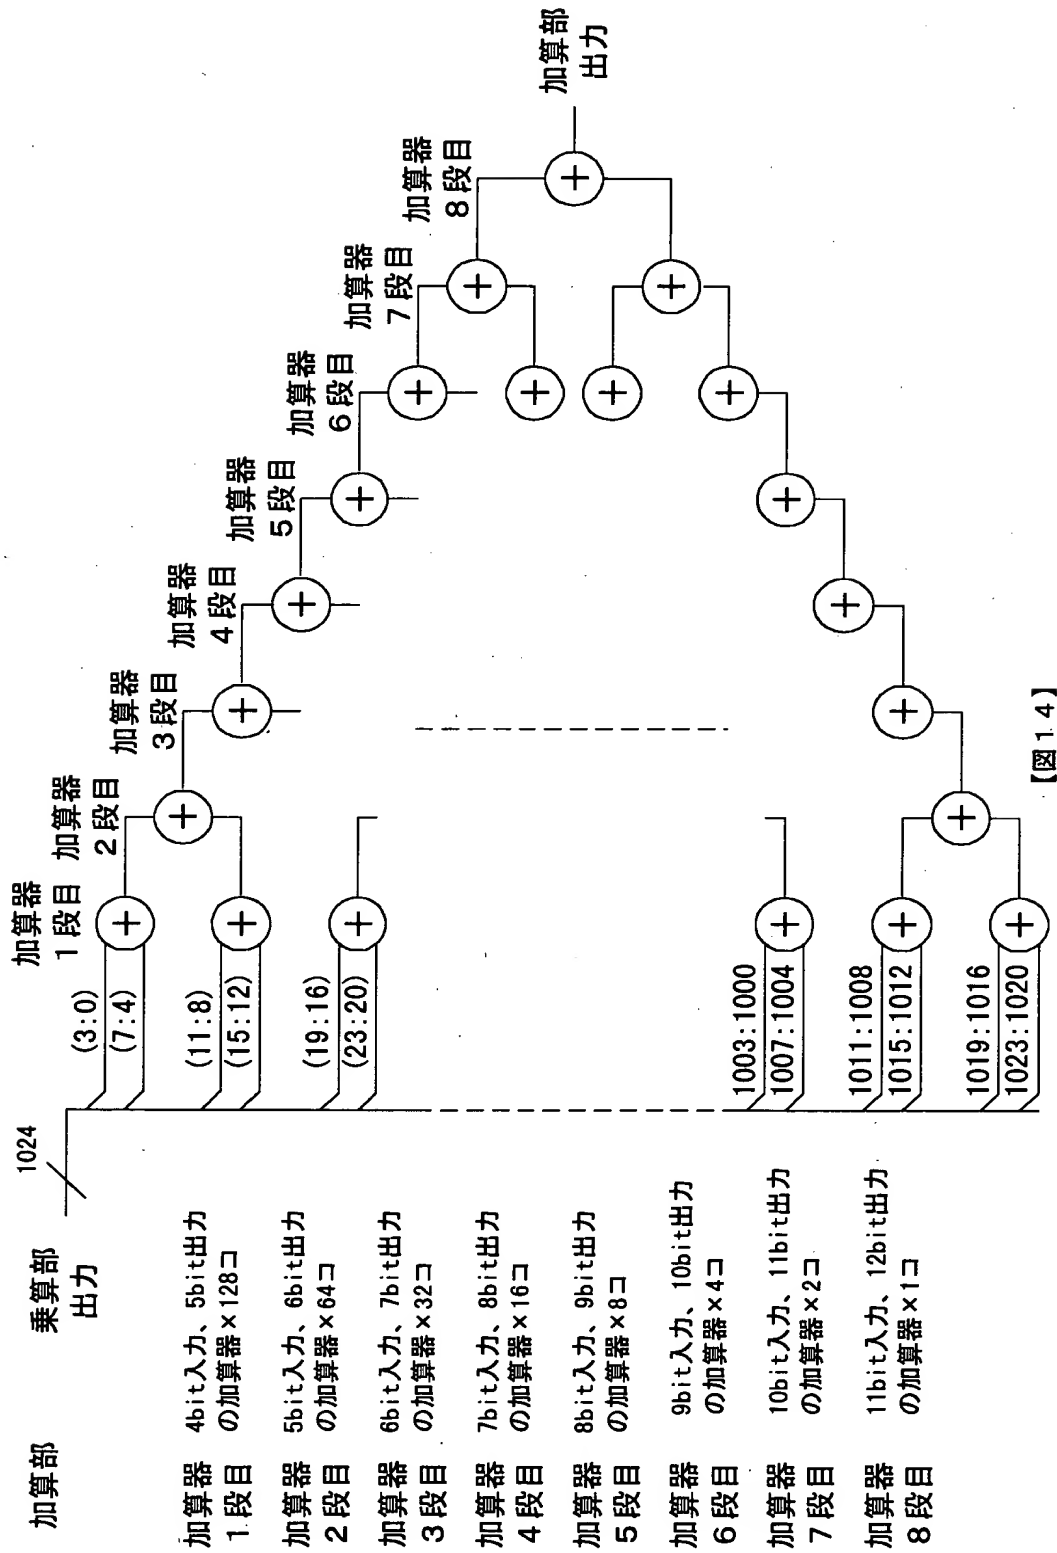 加算部
乗算部
出力
1024
加算器
1段目
4bit入力、5bit出力
の加算器×128コ
加算器
2段目
5bit入力、6bit出力
の加算器×64コ
加算器
3段目
6bit入力、7bit出力
の加算器×32コ
加算器
4段目
7bit入力、8bit出力
の加算器×16コ
加算器
5段目
8bit入力、9bit出力
の加算器×8コ
加算器
6段目
9bit入力、10bit出力
の加算器×4コ
加算器
7段目
10bit入力、11bit出力
の加算器×2コ
加算器
8段目
11bit入力、12bit出力
の加算器×1コ
(3:0)
(7:4)
(11:8)
(15:12)
(19:16)
(23:20)
1003:1000
1007:1004
1011:1008
1015:1012
1019:1016
1023:1020
加算器
1段目
加算器
2段目
加算器
3段目
加算器
4段目
加算器
5段目
加算器
6段目
加算器
7段目
加算器
8段目
加算部
出力
【図14】